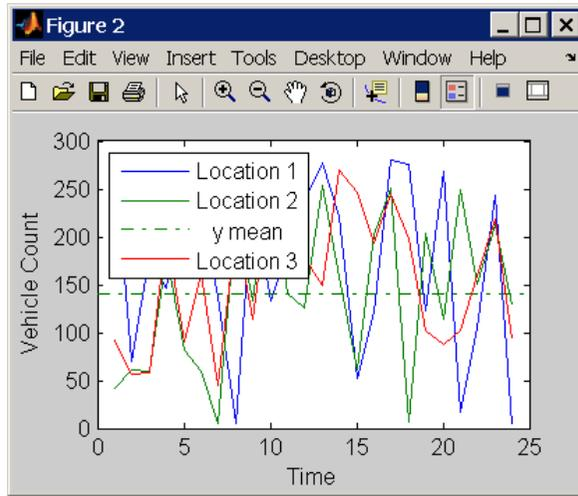 Figure 2
File Edit View Insert Tools Desktop Window Help
300
250
200
150
100
50
0
Vehicle Count
Location 1
Location 2
y mean
Location 3
0 5 10 15 20 25
Time